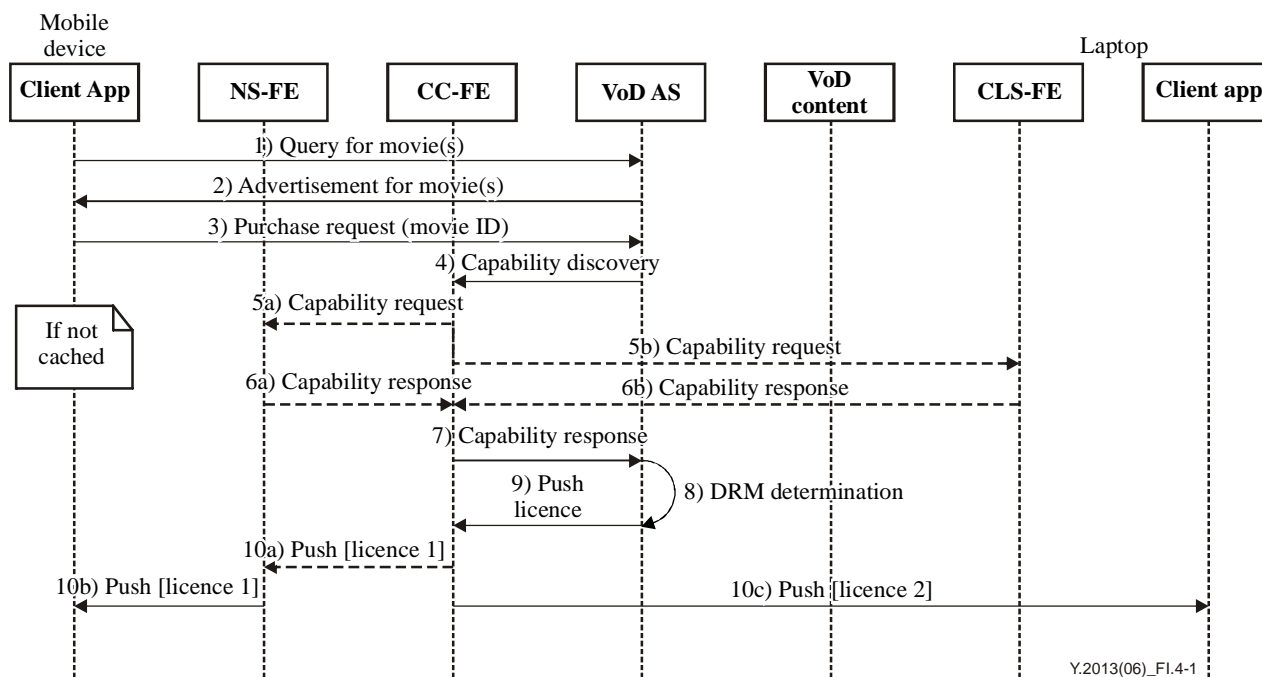 Mobile
device
Laptop
Client App
NS-FE
CC-FE
VoD AS
VoD
content
CLS-FE
Client app
1) Query for movie(s)
2) Advertisement for movie(s)
3) Purchase request (movie ID)
4) Capability discovery
5a) Capability request
If not
cached
5b) Capability request
6a) Capability response
6b) Capability response
7) Capability response
9) Push
licence
8) DRM determination
10a) Push [licence 1]
10b) Push [licence 1]
10c) Push [licence 2]
Y.2013(06)_FI.4-1